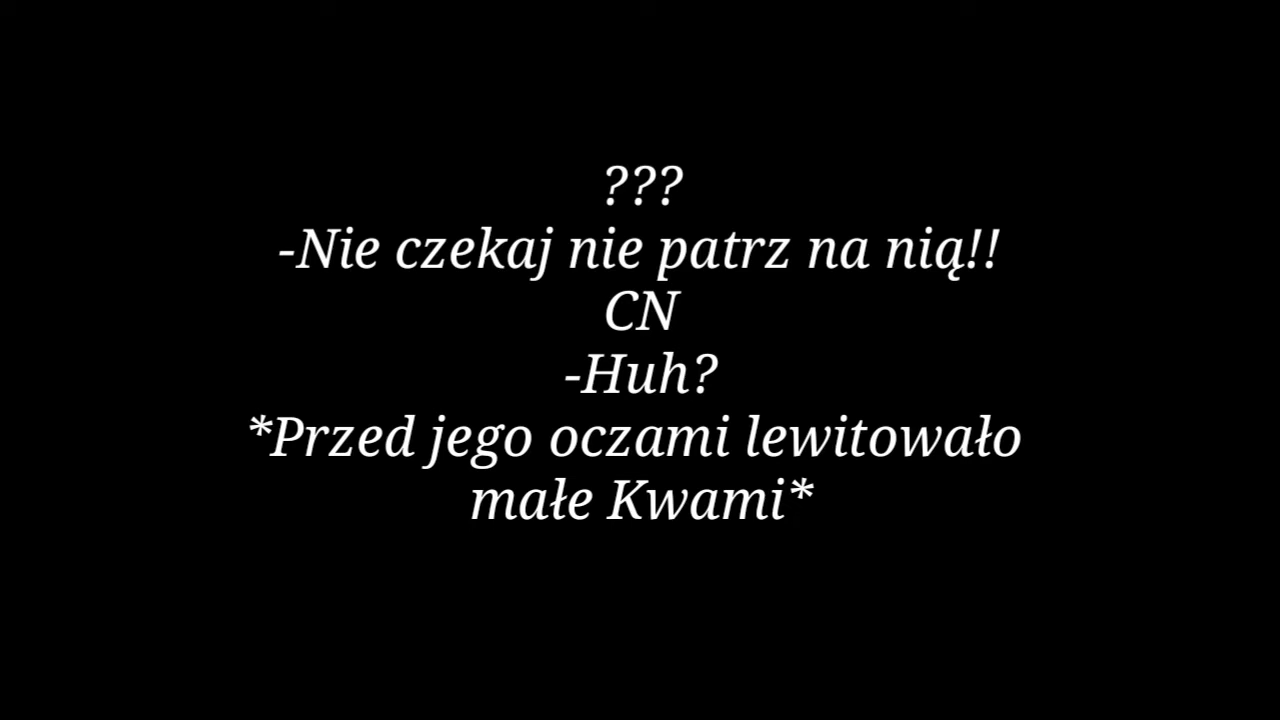 ???
-Nie czekaj nie patrz na nią!!
CN
-Huh?
*Przed jego oczami lewitowało
małe Kwami*